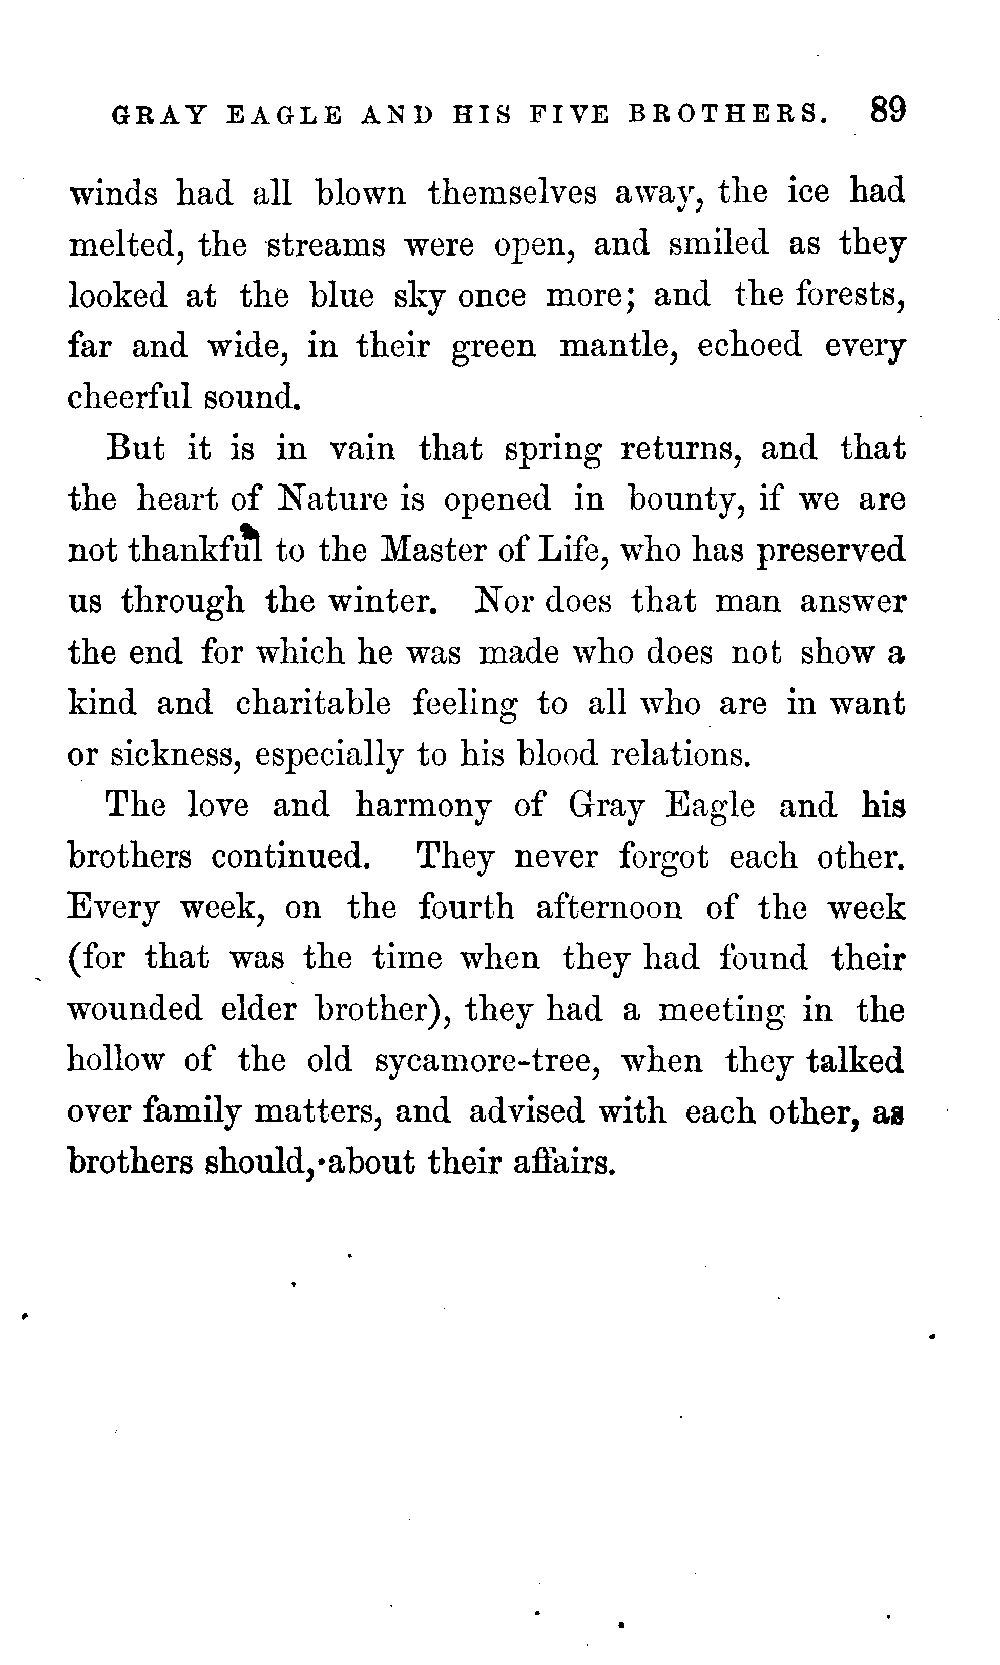 GRAY EAGLE AND HIS FIVE BROTHERS. 89
winds had all blown themselves away, the ice had
melted, the streams were open, and smiled as they
looked at the blue sky once more; and the forests,
far and wide, in their green mantle, echoed every
cheerful sound.
But it is in vain that spring returns, and that
the heart of Nature is opened in bounty, if we are
not thankful to the Master of Life, who has preserved
us through the winter. Nor does that man answer
the end for which he was made who does not show a
kind and charitable feeling to all who are in want
or sickness, especially to his blood relations.
The love and harmony of Gray Eagle and his
brothers continued. They never forgot each other.
Every week, on the fourth afternoon of the week
(for that was the time when they had found their
wounded elder brother), they had a meeting in the
hollow of the old sycamore-tree, when they talked
over family matters, and advised with each other, as
brothers should, about their affairs.